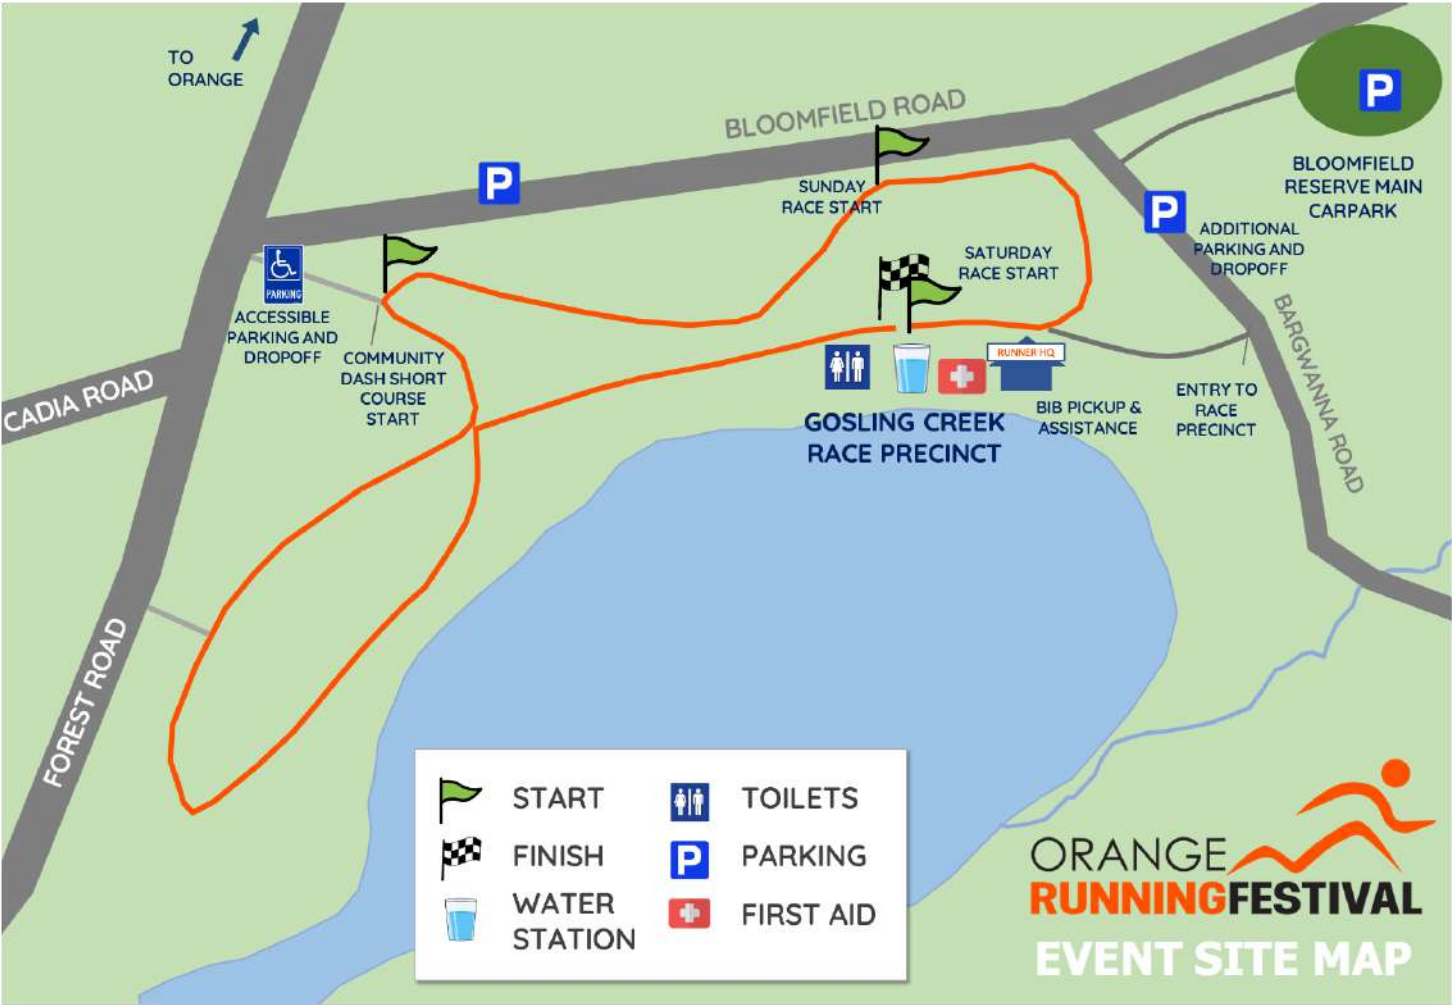 TO
ORANGE
BLOOMFIELD ROAD
P
P
BLOOMFIELD
RESERVE MAIN
CARPARK
SUNDAY
RACE START
P
ADDITIONAL
PARKING AND
DROPOFF
SATURDAY
RACE START
PARKING
ACCESSIBLE
PARKING AND
DROPOFF
COMMUNITY
DASH SHORT
COURSE
START
RUNNER HQ
BIB PICKUP &
ASSISTANCE
ENTRY TO
RACE
PRECINCT
BARGWANNA ROAD
CADIA ROAD
GOSLING CREEK
RACE PRECINCT
FOREST ROAD
START
FINISH
WATER
STATION
TOILETS
P
PARKING
FIRST AID
ORANGE
RUNNINGFESTIVAL
EVENT SITE MAP